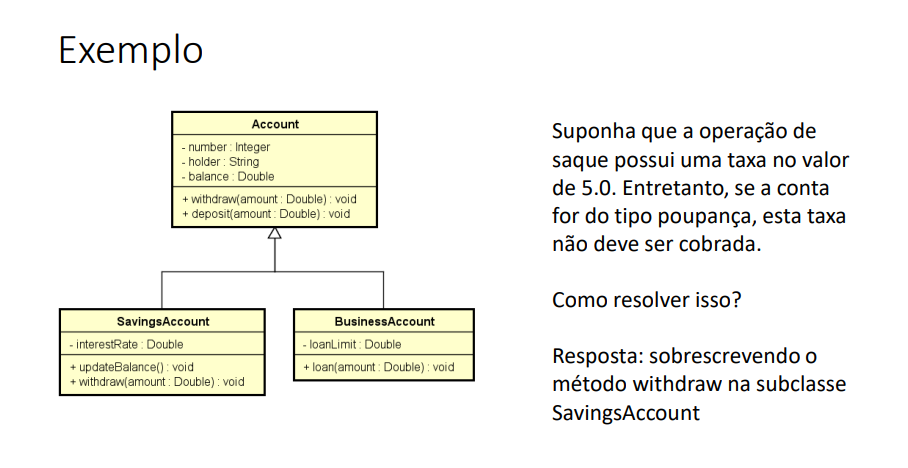 Exemplo
Account
- number : Integer
- holder : String
- balance : Double
+ withdraw(amount : Double) : void
+ deposit(amount : Double) : void
SavingsAccount
- interestRate : Double
+ updateBalance() : void
+ withdraw(amount : Double) : void
BusinessAccount
- loanLimit : Double
+ loan(amount : Double) : void
Suponha que a operação de
saque possui uma taxa no valor
de 5.0. Entretanto, se a conta
for do tipo poupança, esta taxa
não deve ser cobrada.
Como resolver isso?
Resposta: sobrescrevendo o
método withdraw na subclasse
SavingsAccount